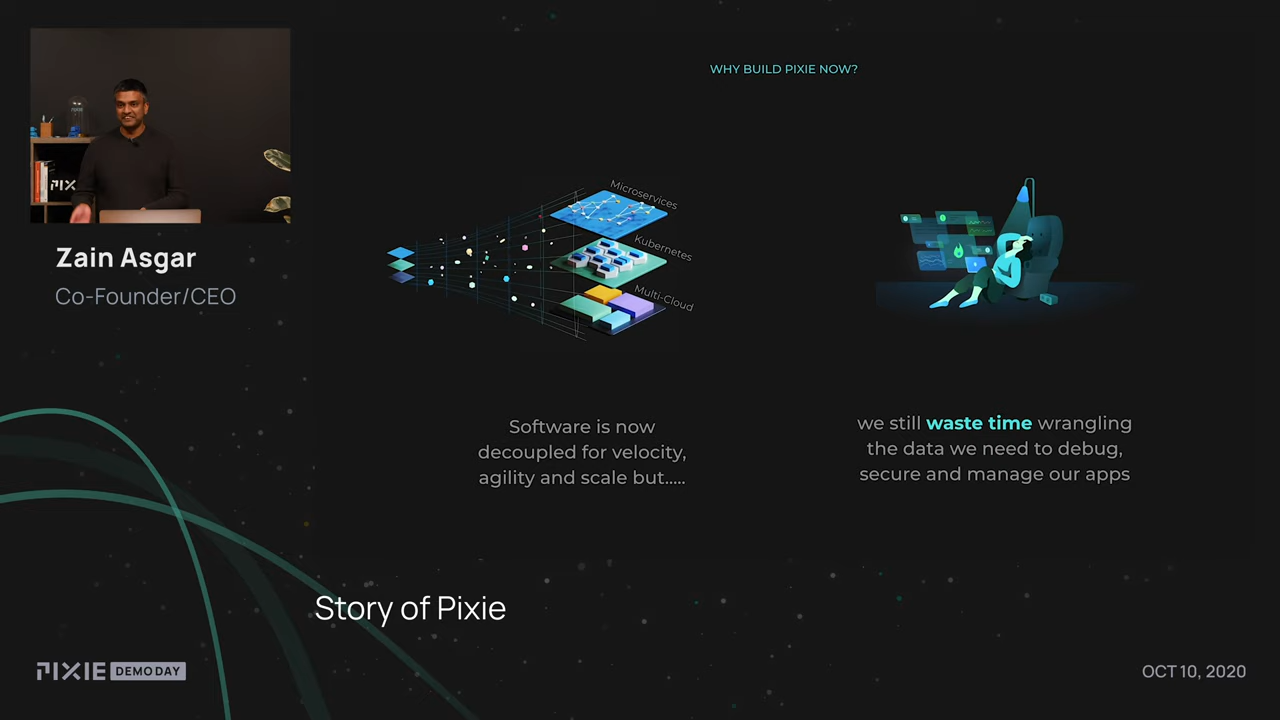 WHY BUILD PIXIE NOW?
PIX
Zain Asgar
Co-Founder/CEO
Microservices
Kubernetes
Multi-Cloud
Software is now
decoupled for velocity,
agility and scale but.....
we still waste time wrangling
the data we need to debug,
secure and manage our apps
Story of Pixie
PIXIE DEMO DAY
OCT 10, 2020